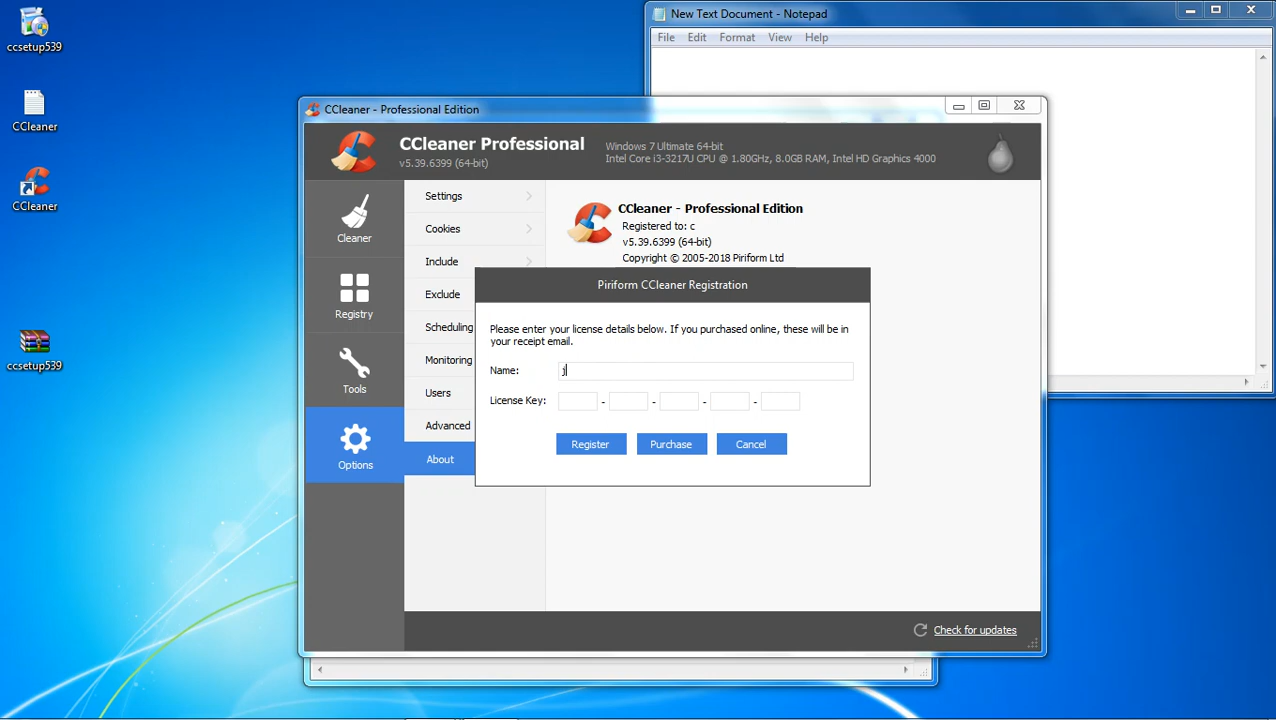 ccsetup539
CCleaner
CCleaner
ccsetup539
New Text Document - Notepad
File Edit Format View Help
CCleaner - Professional Edition
CCleaner Professional
v5.39.6399 (64-bit)
Windows 7 Ultimate 64-bit
Intel Core i3-3217U CPU @ 1.80GHz, 8.0GB RAM, Intel HD Graphics 4000
Cleaner
Registry
Tools
Options
Settings
Cookies
Include
Exclude
Scheduling
Monitoring
Users
Advanced
About
CCleaner - Professional Edition
Registered to: c
v5.39.6399 (64-bit)
Copyright © 2005-2018 Piriform Ltd
Piriform CCleaner Registration
Please enter your license details below. If you purchased online, these will be in
your receipt email.
Name: j
License Key: - - - -
Register Purchase Cancel
Check for updates